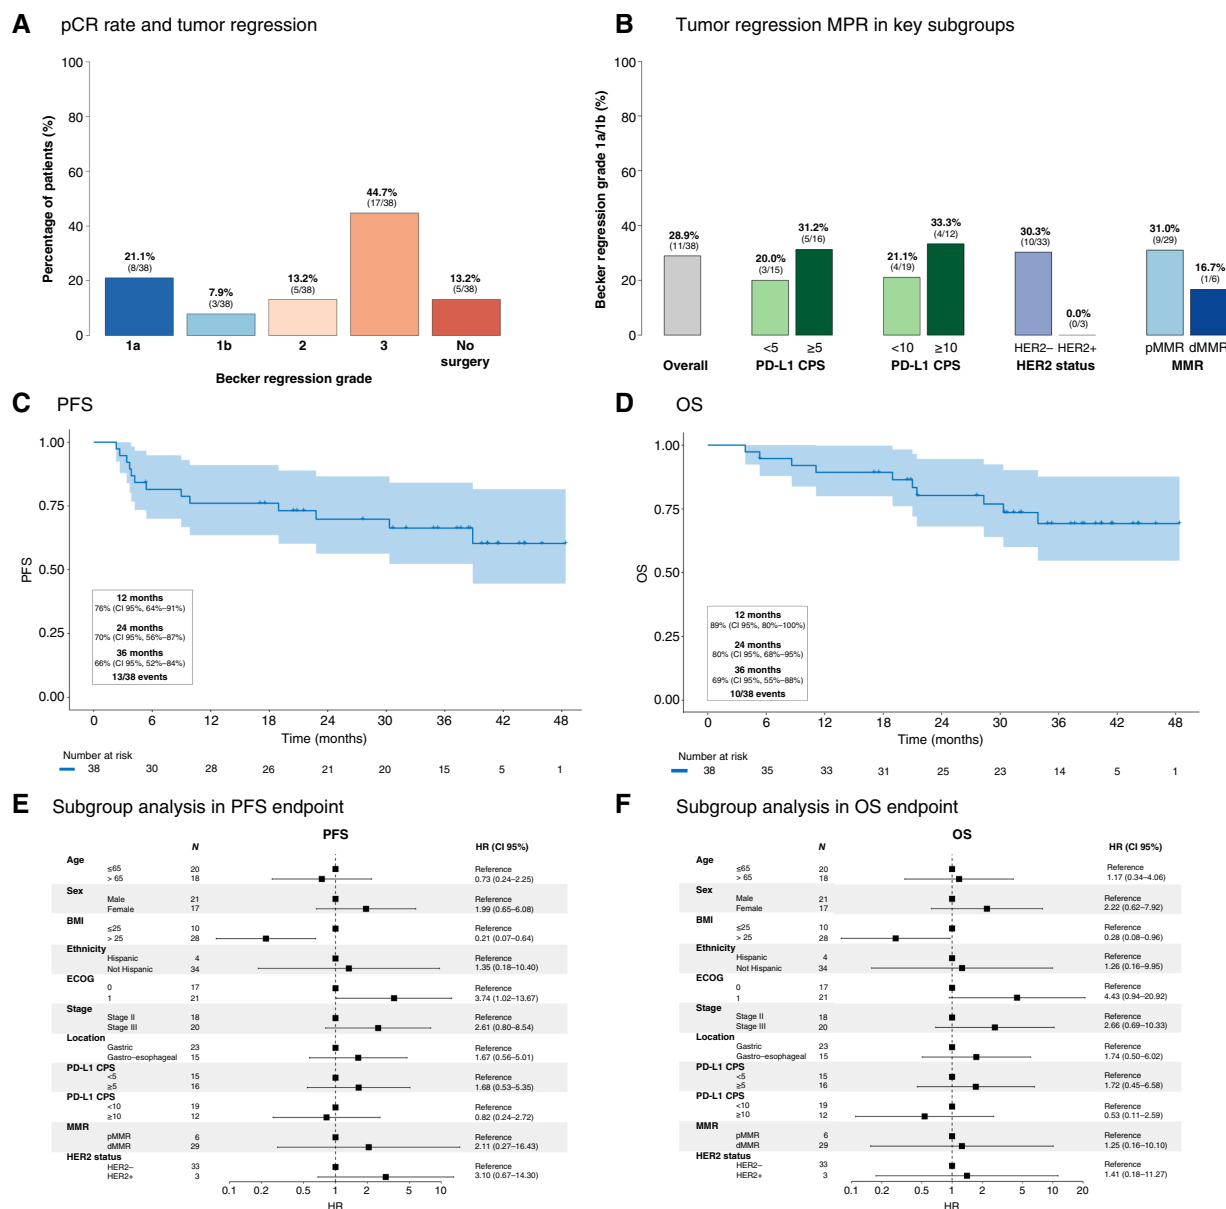 A pCR rate and tumor regression
Percentage of patients (%)
100
80
60
40
20
0
21.1%
(8/38)
7.9%
(3/38)
13.2%
(5/38)
44.7%
(17/38)
13.2%
(5/38)
1a 1b 2 3 No surgery
Becker regression grade
B Tumor regression MPR in key subgroups
Becker regression grade 1a/1b (%)
100
80
60
40
20
0
28.9%
(11/38)
20.0%
(3/15)
31.2%
(5/16)
21.1%
(4/19)
33.3%
(4/12)
30.3%
(10/33)
0.0%
(0/3)
31.0%
(9/29)
16.7%
(1/6)
<5 ≥5 <10 ≥10 HER2− HER2+ pMMR dMMR
Overall PD-L1 CPS PD-L1 CPS HER2 status MMR
C PFS
PFS
1.00
0.75
0.50
0.25
0.00
12 months
76% (CI 95%, 64%–91%)
24 months
70% (CI 95%, 56%–87%)
36 months
66% (CI 95%, 52%–84%)
13/38 events
0 6 12 18 24 30 36 42 48
Time (months)
Number at risk
38 30 28 26 21 20 15 5 1
D OS
OS
1.00
0.75
0.50
0.25
0.00
12 months
89% (CI 95%, 80%–100%)
24 months
80% (CI 95%, 68%–95%)
36 months
69% (CI 95%, 55%–88%)
10/38 events
0 6 12 18 24 30 36 42 48
Time (months)
Number at risk
38 35 33 31 25 23 14 5 1
E Subgroup analysis in PFS endpoint
PFS
N HR (CI 95%)
Age
≤65 20 Reference
> 65 18 0.73 (0.24–2.25)
Sex
Male 21 Reference
Female 17 1.99 (0.65–6.08)
BMI
≤25 10 Reference
> 25 28 0.21 (0.07–0.64)
Ethnicity
Hispanic 4 Reference
Not Hispanic 34 1.35 (0.18–10.40)
ECOG
0 17 Reference
1 21 3.74 (1.02–13.67)
Stage
Stage II 18 Reference
Stage III 20 2.61 (0.80–8.54)
Location
Gastric 23 Reference
Gastro−esophageal 15 1.67 (0.56–5.01)
PD-L1 CPS
<5 15 Reference
≥5 16 1.68 (0.53–5.35)
PD-L1 CPS
<10 19 Reference
≥10 12 0.82 (0.24–2.72)
MMR
pMMR 6 Reference
dMMR 29 2.11 (0.27–16.43)
HER2 status
HER2− 33 Reference
HER2+ 3 3.10 (0.67–14.30)
0.1 0.2 0.5 1 2 5 10
HR
F Subgroup analysis in OS endpoint
OS
N HR (CI 95%)
Age
≤65 20 Reference
> 65 18 1.17 (0.34–4.06)
Sex
Male 21 Reference
Female 17 2.22 (0.62–7.92)
BMI
≤25 10 Reference
> 25 28 0.28 (0.08–0.96)
Ethnicity
Hispanic 4 Reference
Not Hispanic 34 1.26 (0.16–9.95)
ECOG
0 17 Reference
1 21 4.43 (0.94–20.92)
Stage
Stage II 18 Reference
Stage III 20 2.66 (0.69–10.33)
Location
Gastric 23 Reference
Gastro−esophageal 15 1.74 (0.50–6.02)
PD-L1 CPS
<5 15 Reference
≥5 16 1.72 (0.45–6.58)
PD-L1 CPS
<10 19 Reference
≥10 12 0.53 (0.11–2.59)
MMR
pMMR 6 Reference
dMMR 29 1.25 (0.16–10.10)
HER2 status
HER2− 33 Reference
HER2+ 3 1.41 (0.18–11.27)
0.1 0.2 0.5 1 2 5 10 20
HR